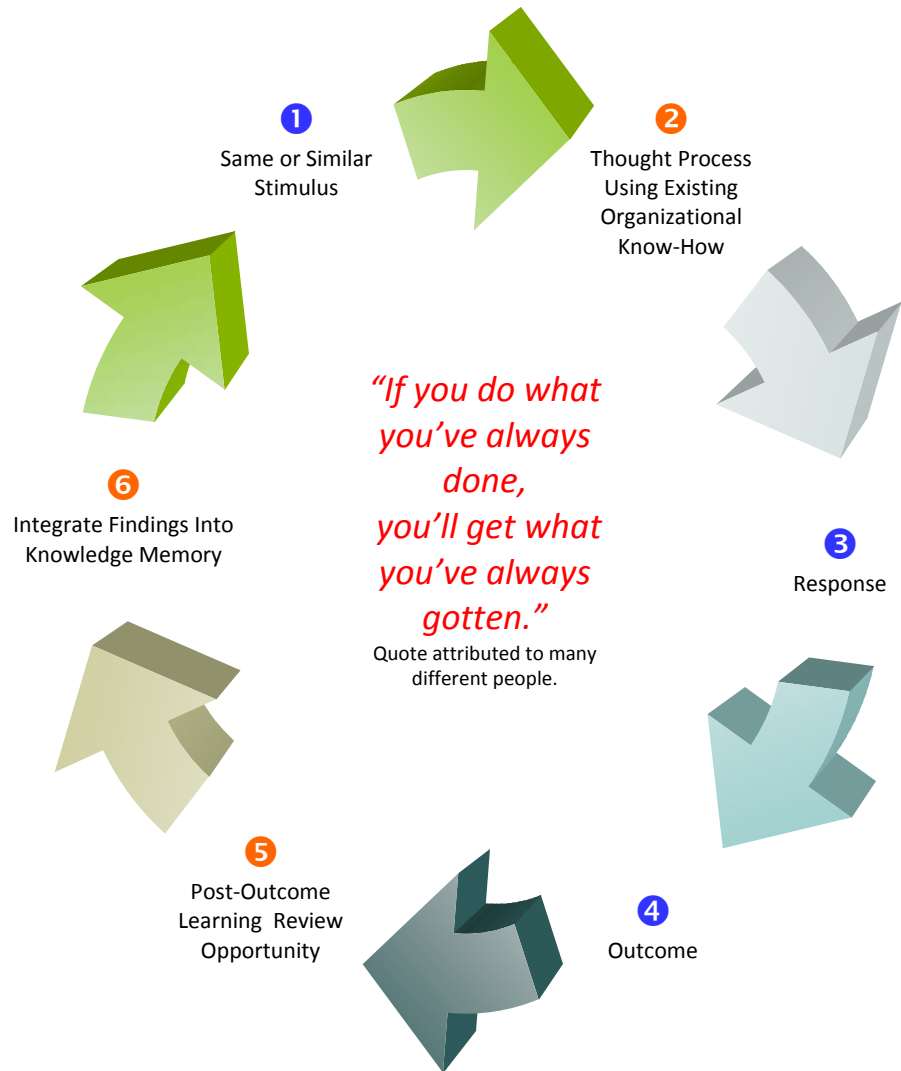 1
Same or Similar
Stimulus
2
Thought Process
Using Existing
Organizational
Know-How
3
Response
4
Outcome
5
Post-Outcome
Learning Review
Opportunity
6
Integrate Findings Into
Knowledge Memory
“If you do what
you’ve always
done,
you’ll get what
you’ve always
gotten.”
Quote attributed to many
different people.